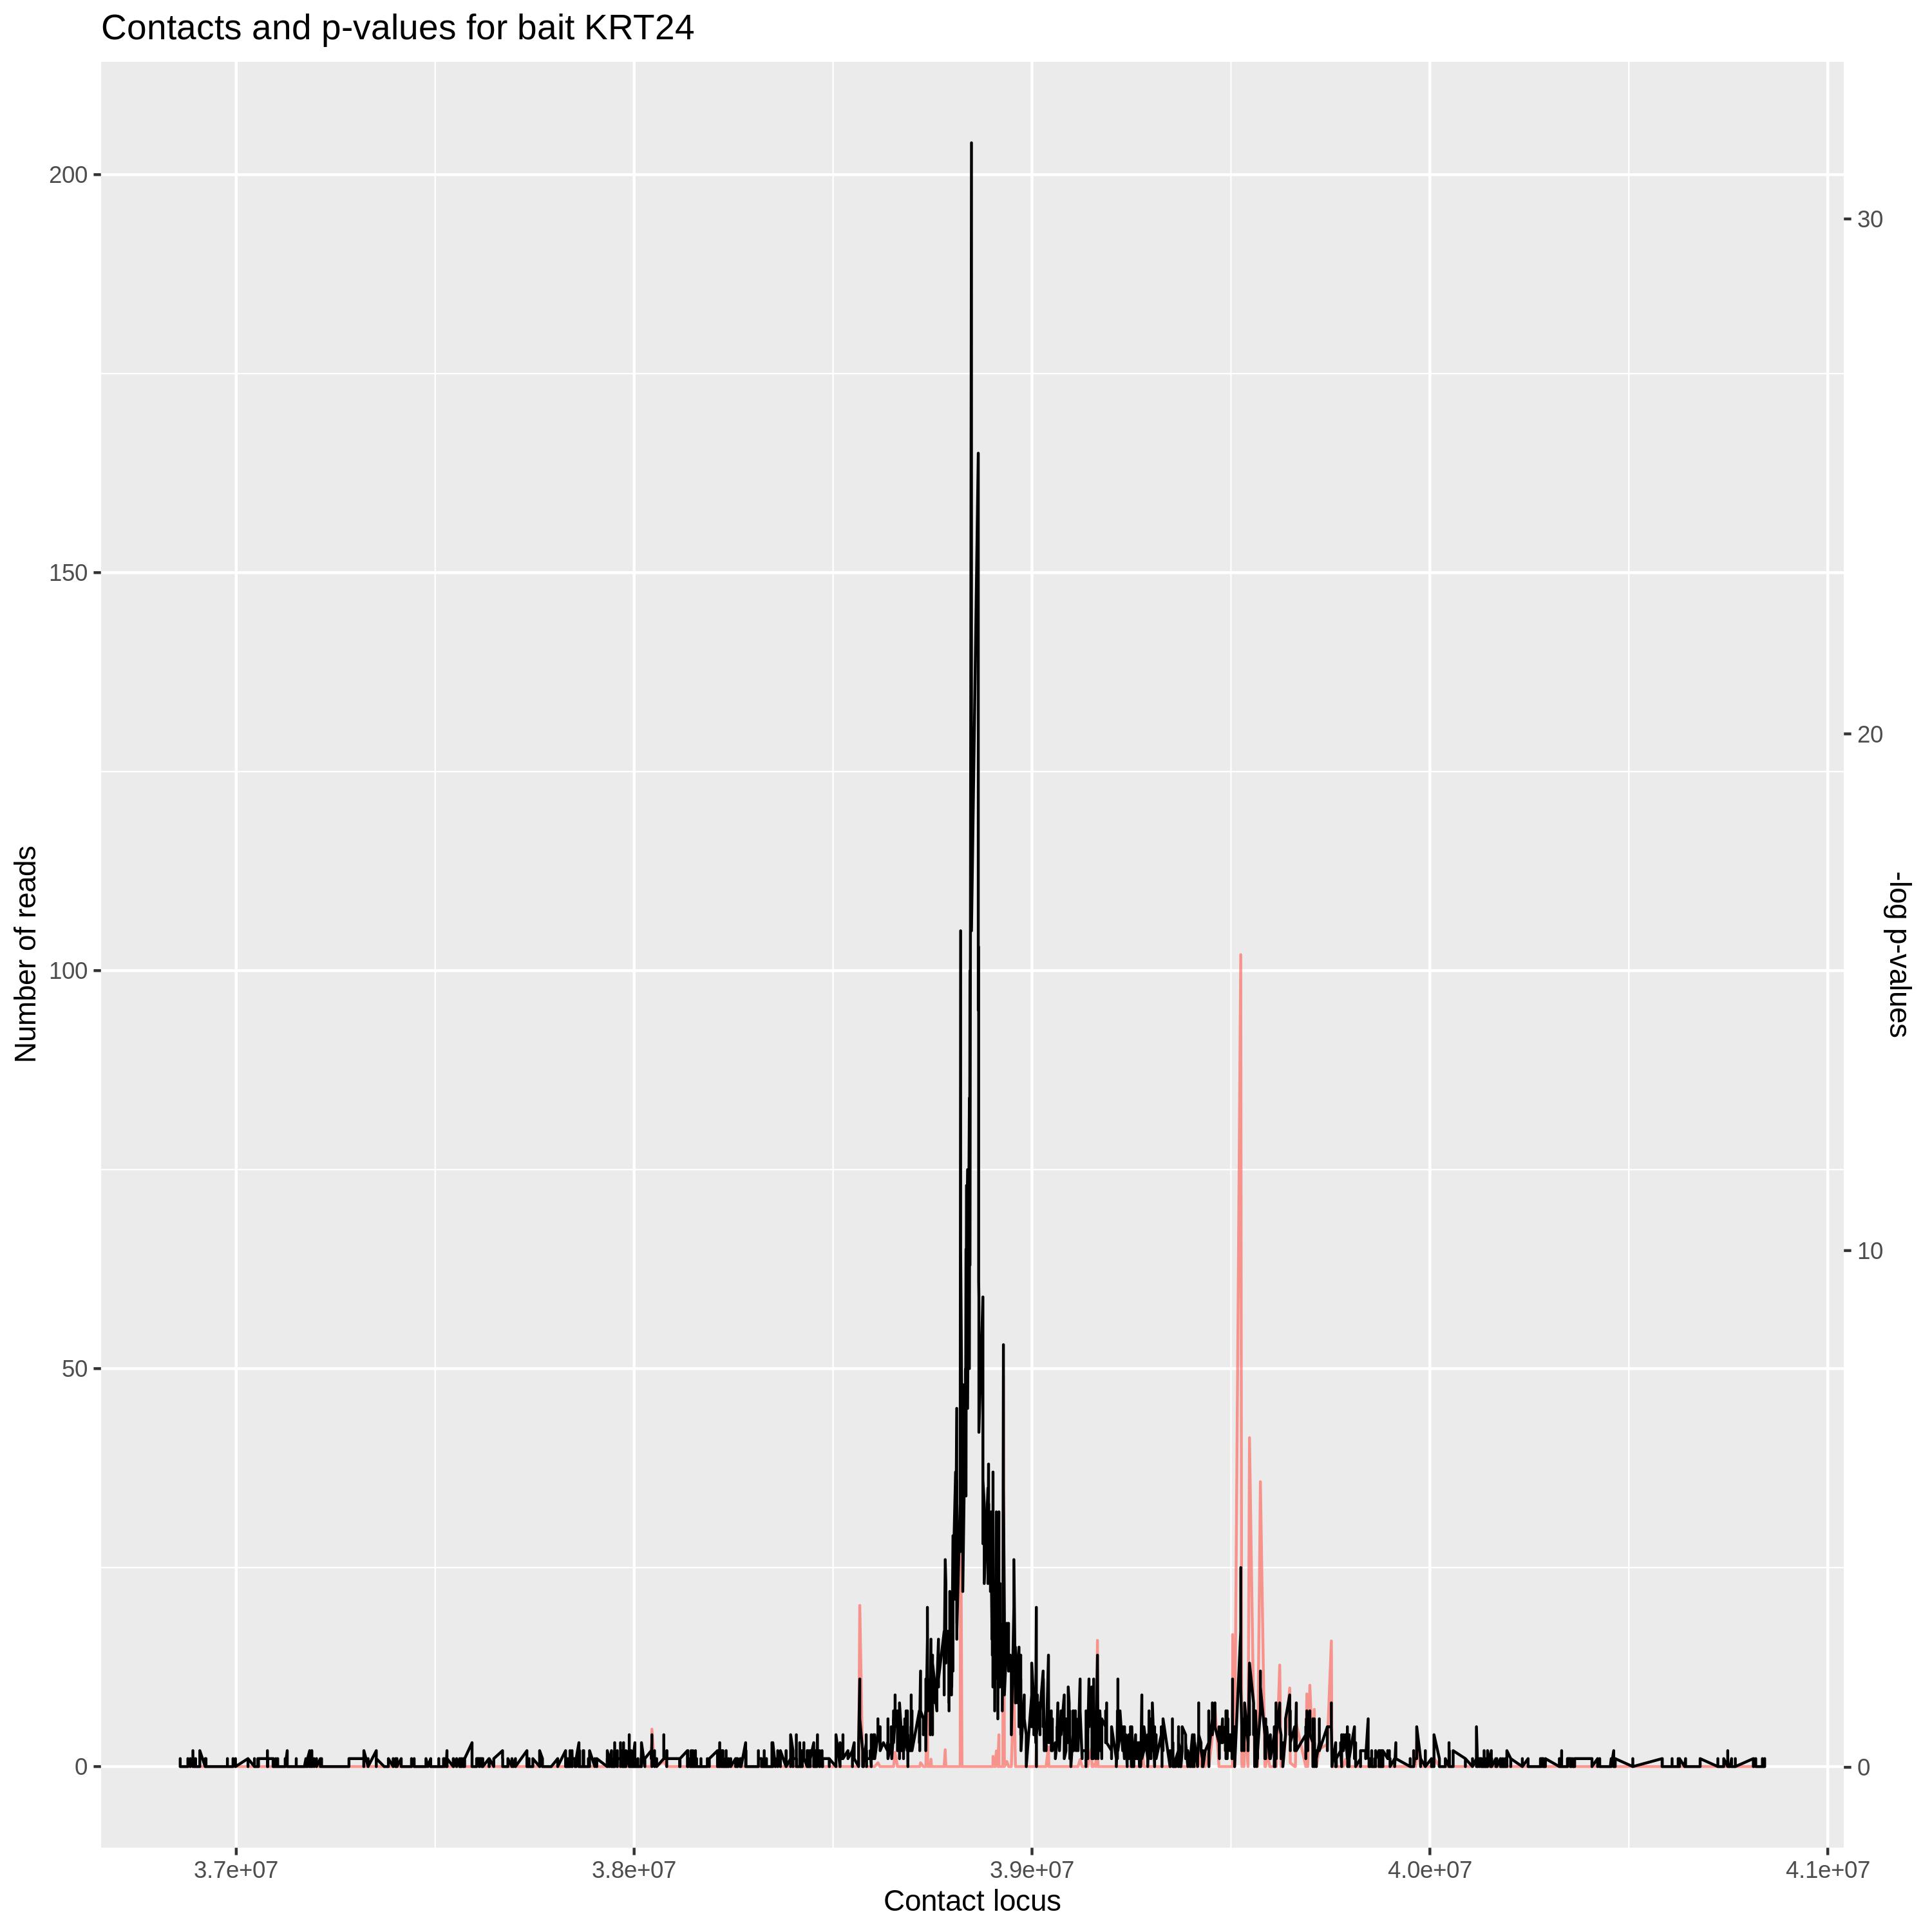 Contacts and p-values for bait KRT24
200
150
100
50
0
30
20
10
0
Number of reads
-log p-values
3.7e+07
3.8e+07
3.9e+07
4.0e+07
4.1e+07
Contact locus